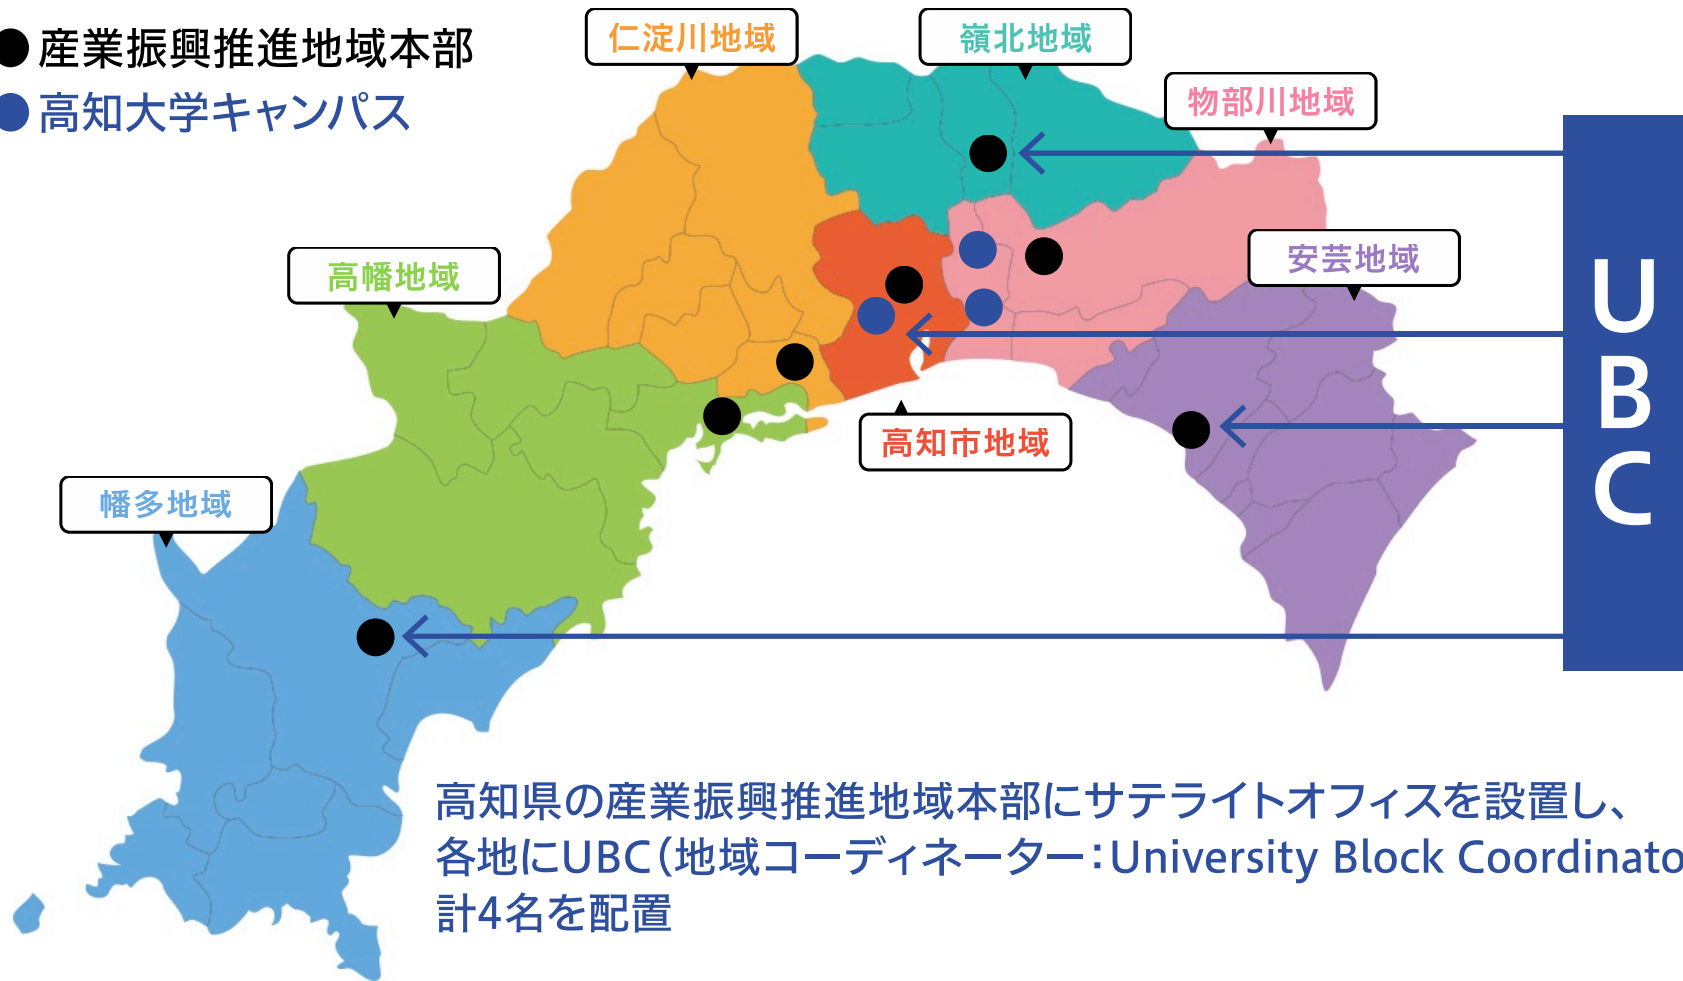 産業振興推進地域本部
高知大学キャンパス
仁淀川地域
嶺北地域
物部川地域
高幡地域
安芸地域
高知市地域
幡多地域
UBC
高知県の産業振興推進地域本部にサテライトオフィスを設置し、
各地にUBC(地域コーディネーター:University Block Coordinato
計4名を配置